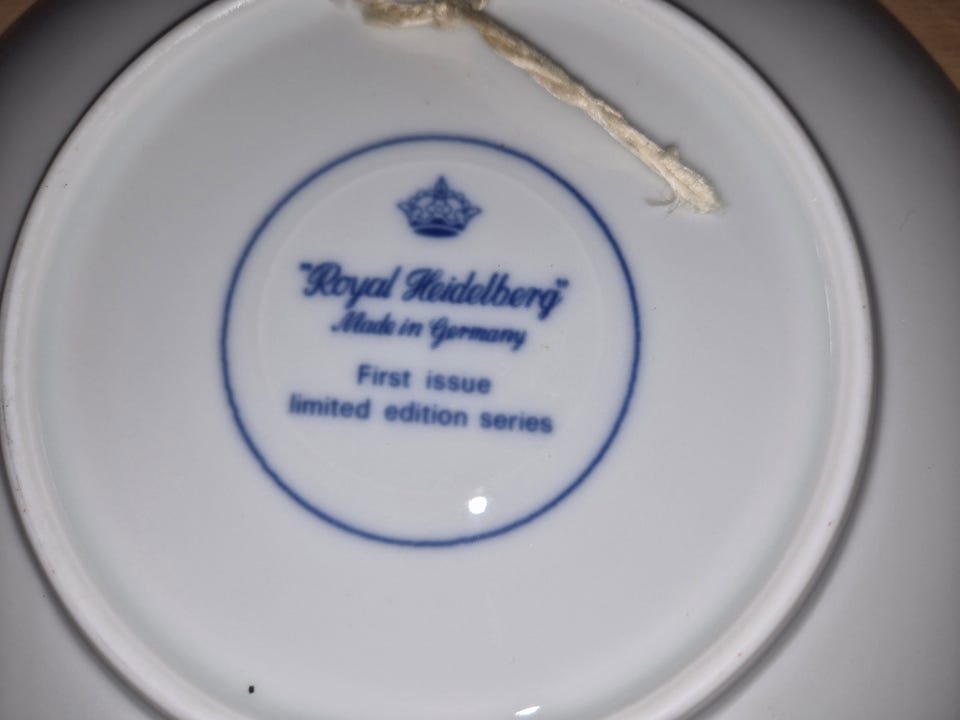 "Royal Heidelberg"
Made in Germany
First issue
limited edition series